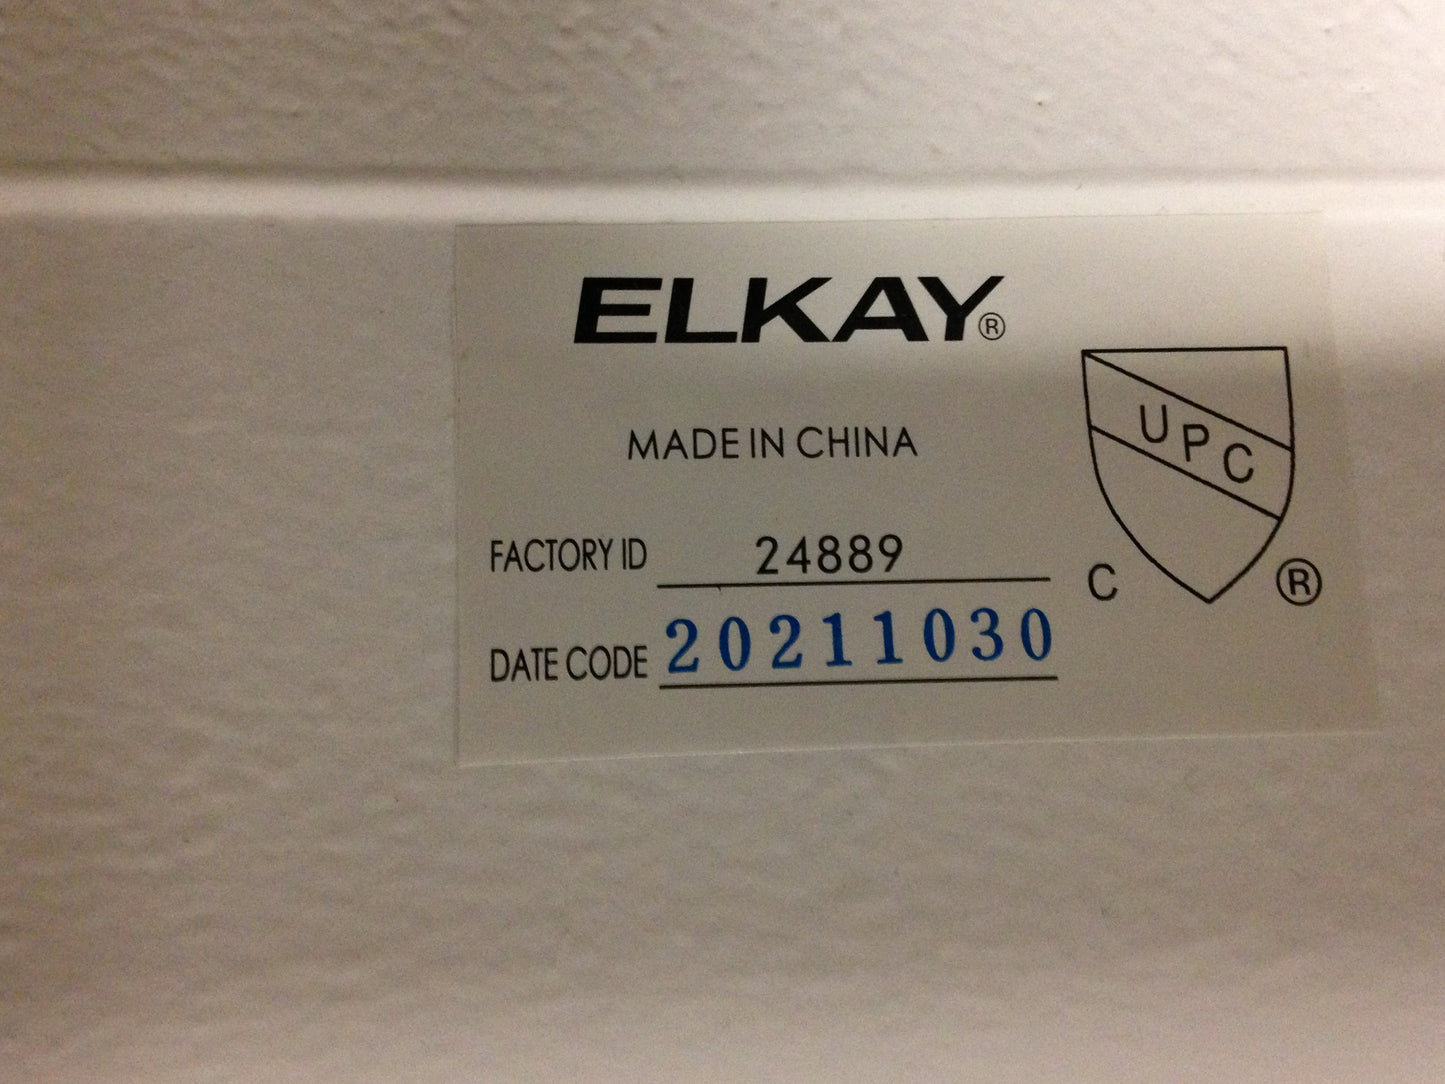 ELKAY®
MADE IN CHINA
UPC
FACTORY ID 24889
C ®
DATE CODE 20211030